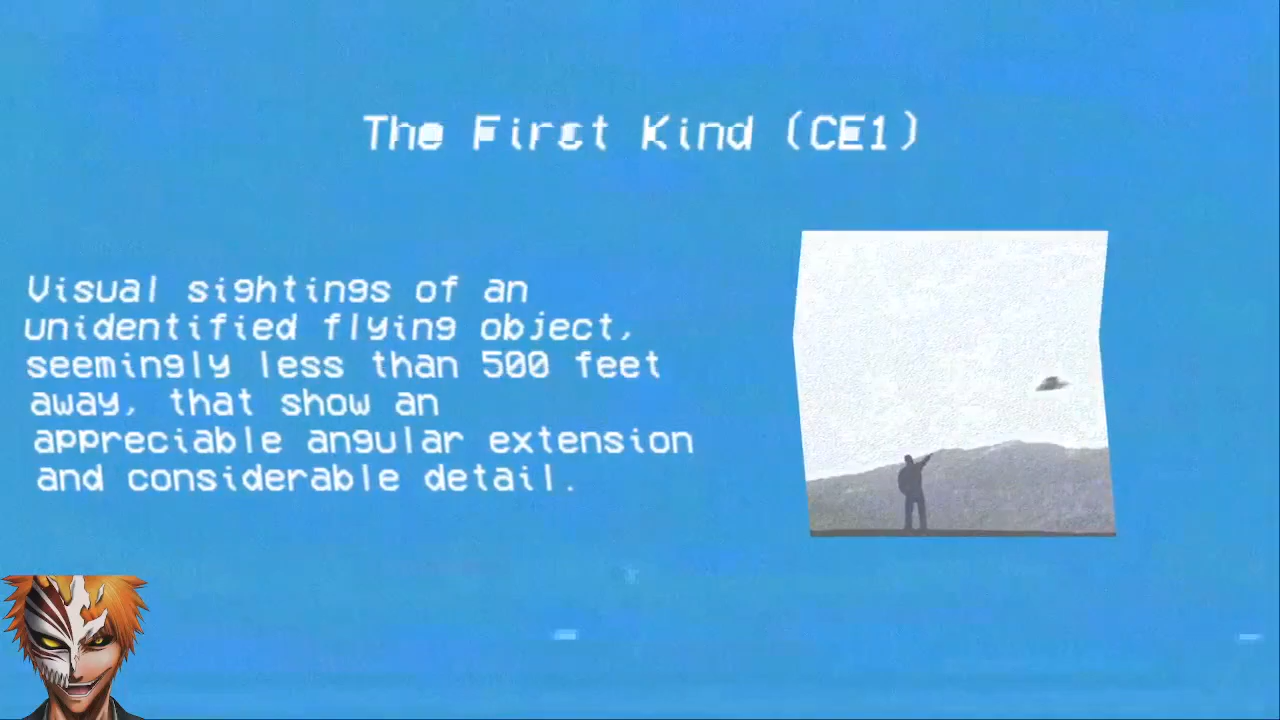 The First Kind (CE1)
Visual sightings of an
unidentified flying object,
seemingly less than 500 feet
away, that show an
appreciable angular extension
and considerable detail.